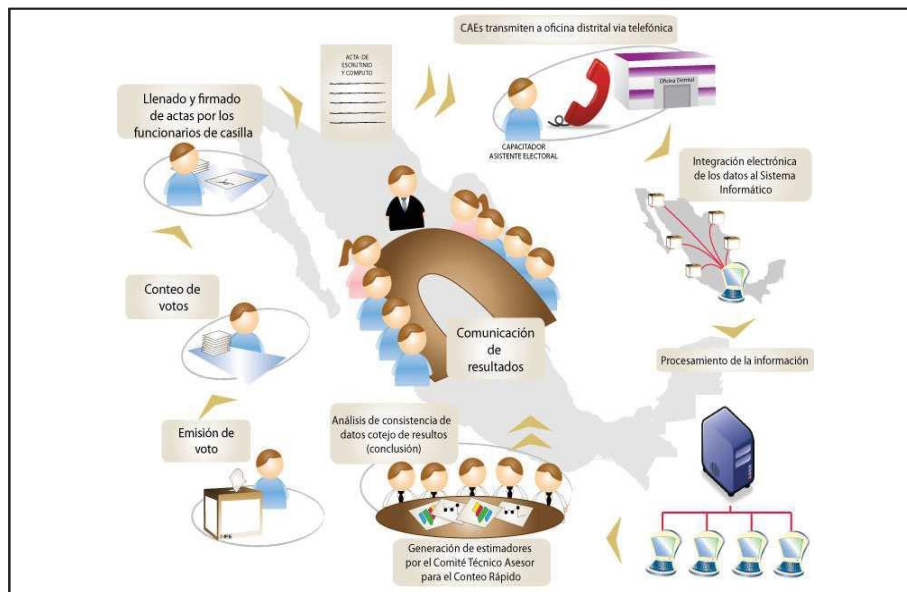 CAEs transmiten a oficina distrital via telefónica
ACTA DE
ESCRUTINIO
Y COMPUTO
Oficina Distrital
CAPACITADOR
ASISTENTE ELECTORAL
Llenado y firmado
de actas por los
funcionarios de casilla
Integración electrónica
de los datos al Sistema
Informático
Conteo de
votos
Comunicación
de
resultados
Procesamiento de la información
Emisión de
voto
Análisis de consistencia de
datos cotejo de resultos
(conclusión)
IFE
Generación de estimadores
por el Comité Técnico Asesor
para el Conteo Rápido